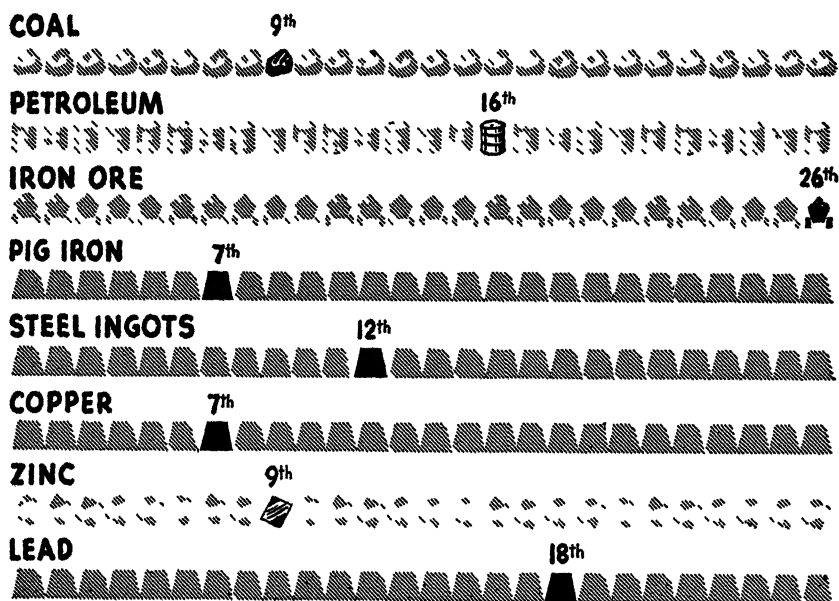 COAL 9th
PETROLEUM 16th
IRON ORE 26th
PIG IRON 7th
STEEL INGOTS 12th
COPPER 7th
ZINC 9th
LEAD 18th